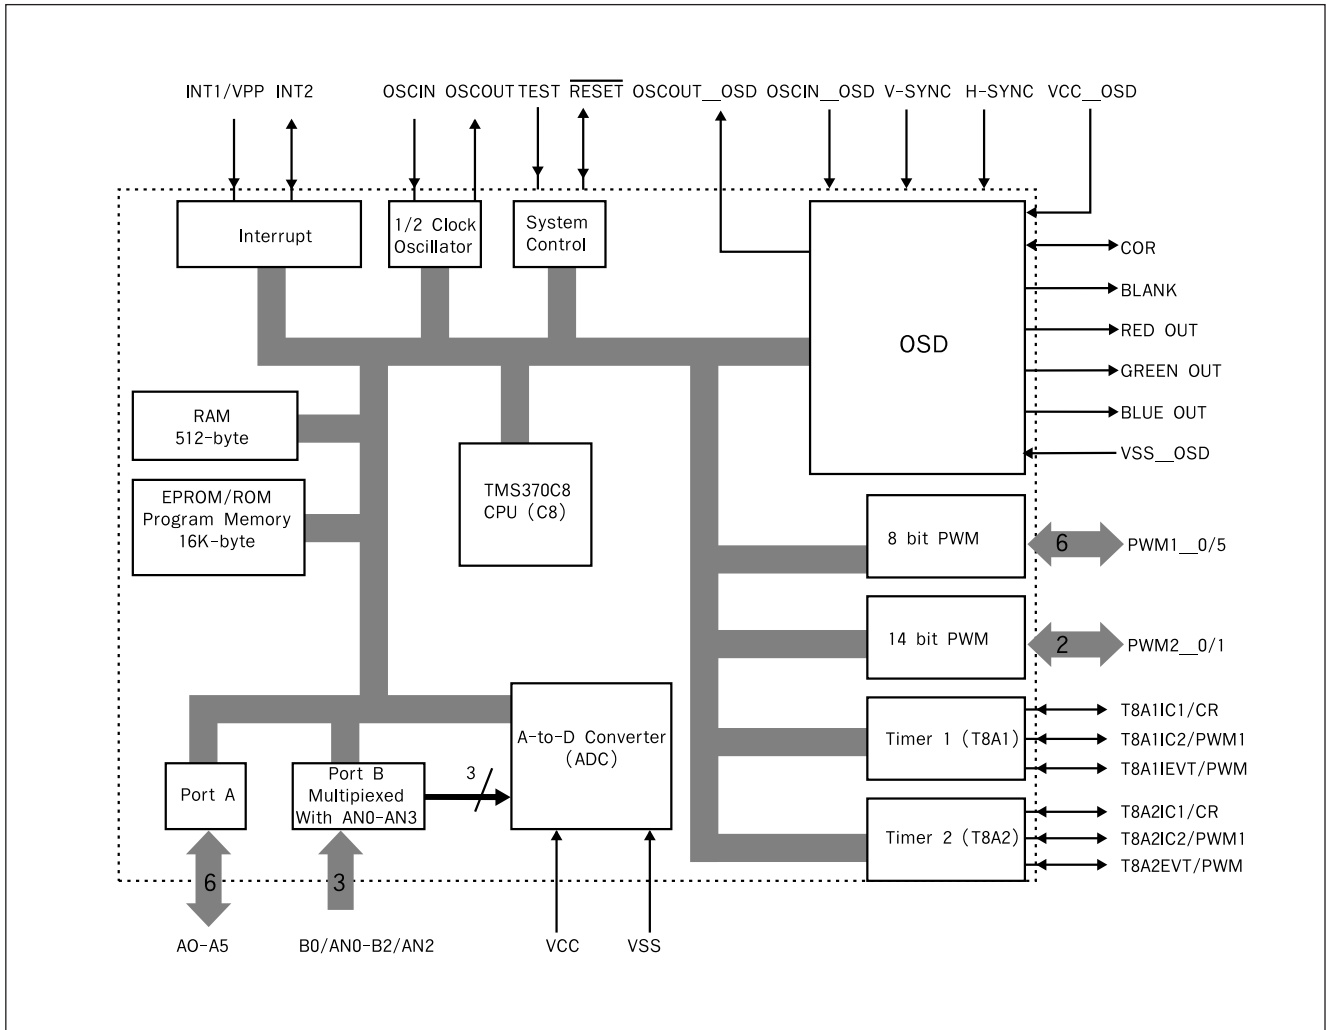 INT1/VPP INT2 OSCIN OSCOUT TEST RESET OSCOUT__OSD OSCIN__OSD V-SYNC H-SYNC VCC__OSD
Interrupt
1/2 Clock
Oscillator
System
Control
OSD
COR
BLANK
RED OUT
GREEN OUT
BLUE OUT
VSS__OSD
RAM
512-byte
EPROM/ROM
Program Memory
16K-byte
TMS370C8
CPU (C8)
8 bit PWM
6
PWM1__0/5
14 bit PWM
2
PWM2__0/1
Timer 1 (T8A1)
T8A1IC1/CR
T8A1IC2/PWM1
T8A1IEVT/PWM
Timer 2 (T8A2)
T8A2IC1/CR
T8A2IC2/PWM1
T8A2EVT/PWM
A-to-D Converter
(ADC)
Port A
Port B
Multipiexed
With AN0-AN3
3
6
3
AO-A5
B0/AN0-B2/AN2
VCC
VSS